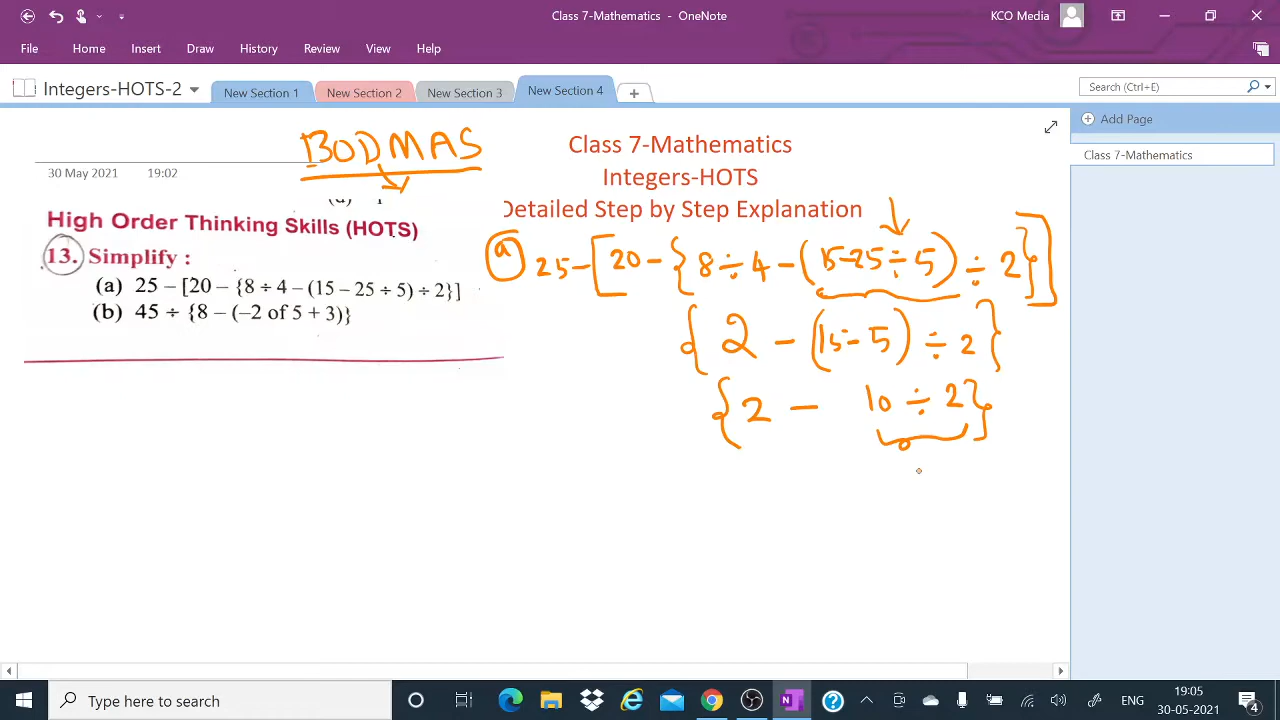 Class 7-Mathematics - OneNote
KCO Media
File Home Insert Draw History Review View Help
Integers-HOTS-2
New Section 1
New Section 2
New Section 3
New Section 4
Search (Ctrl+E)
Add Page
Class 7-Mathematics
BODMAS
30 May 2021 19:02
Class 7-Mathematics
Integers-HOTS
Detailed Step by Step Explanation
High Order Thinking Skills (HOTS)
13. Simplify :
(a) 25 – [20 – {8 ÷ 4 – (15 – 25 ÷ 5) ÷ 2}]
(b) 45 ÷ {8 – (–2 of 5 + 3)}
a 25-[20-{8÷4-(15-25÷5)÷2}]
{2-(15-5)÷2}
{2-10÷2}
Type here to search
ENG
19:05
30-05-2021
4